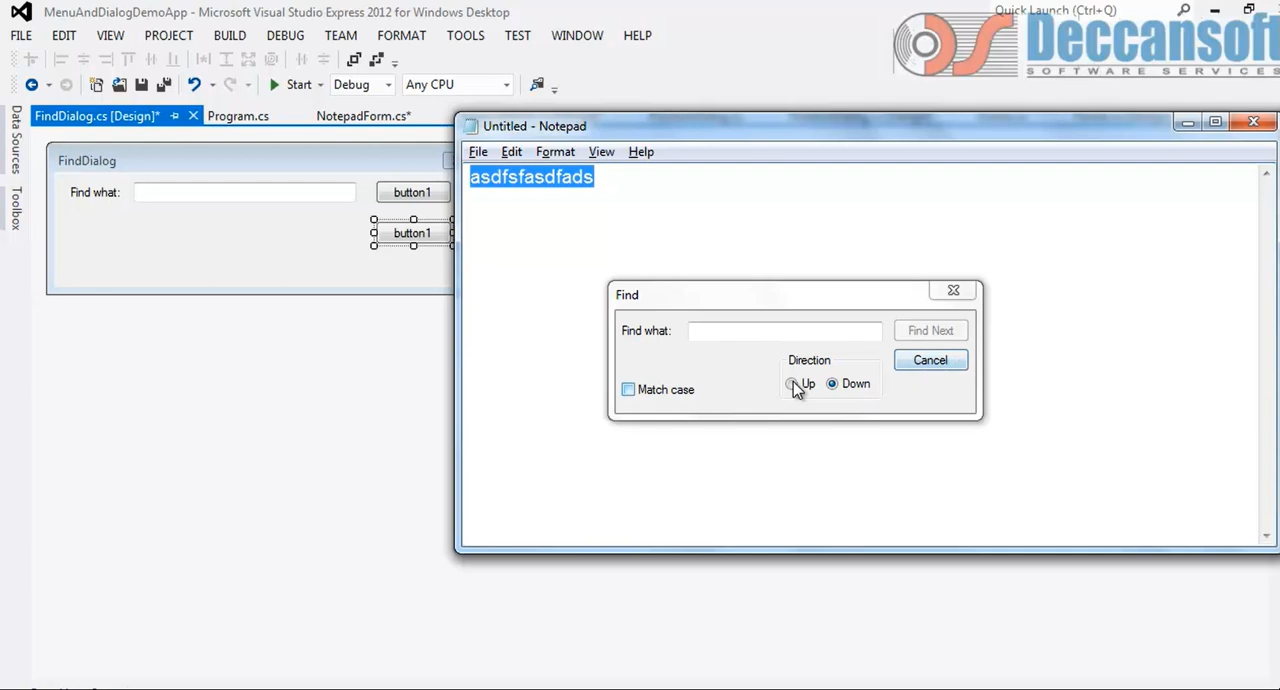 MenuAndDialogDemoApp - Microsoft Visual Studio Express 2012 for Windows Desktop
Quick Launch (Ctrl+Q)
FILE EDIT VIEW PROJECT BUILD DEBUG TEAM FORMAT TOOLS TEST WINDOW HELP
Deccansoft
SOFTWARE SERVICES
Start Debug Any CPU
FindDialog.cs [Design]* Program.cs NotepadForm.cs*
Data Sources
Toolbox
FindDialog
Find what: button1
button1
Untitled - Notepad
File Edit Format View Help
asdfsfasdfads
Find
Find what: Find Next
Direction Cancel
Up Down
Match case